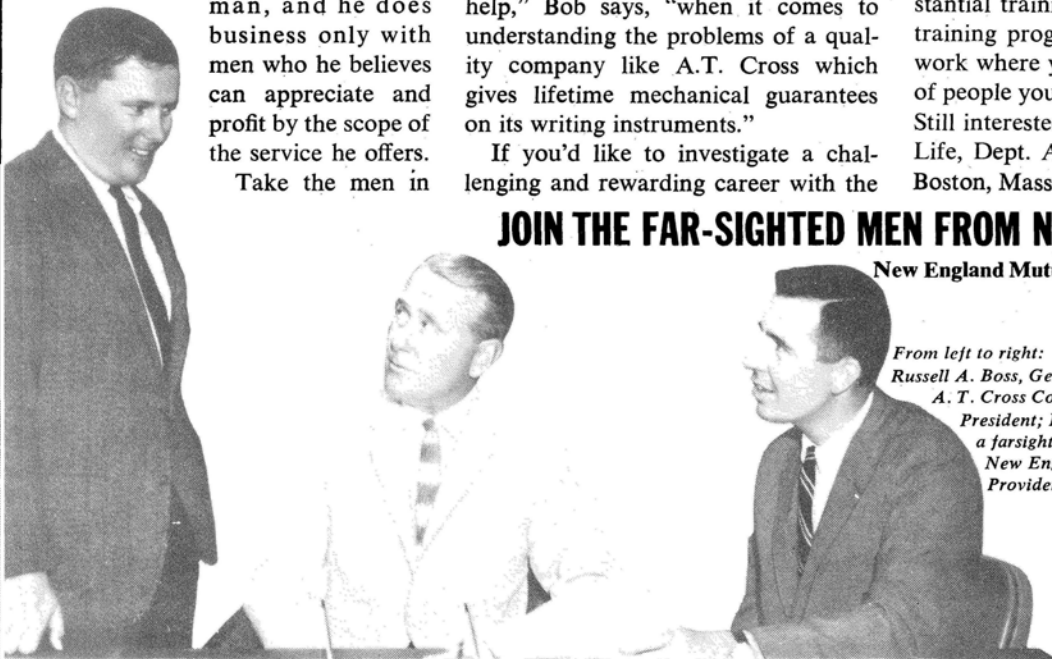 man, and he does
business only with
men who he believes
can appreciate and
profit by the scope of
the service he offers.
Take the men in
help,” Bob says, “when it comes to
understanding the problems of a qual-
ity company like A.T. Cross which
gives lifetime mechanical guarantees
on its writing instruments.”
If you’d like to investigate a chal-
lenging and rewarding career with the
stantial train
training prog
work where y
of people you
Still intereste
Life, Dept. A
Boston, Mass
JOIN THE FAR-SIGHTED MEN FROM N
New England Mut
From left to right:
Russell A. Boss, Ge
A. T. Cross Co
President;
a farsight
New En
Provide